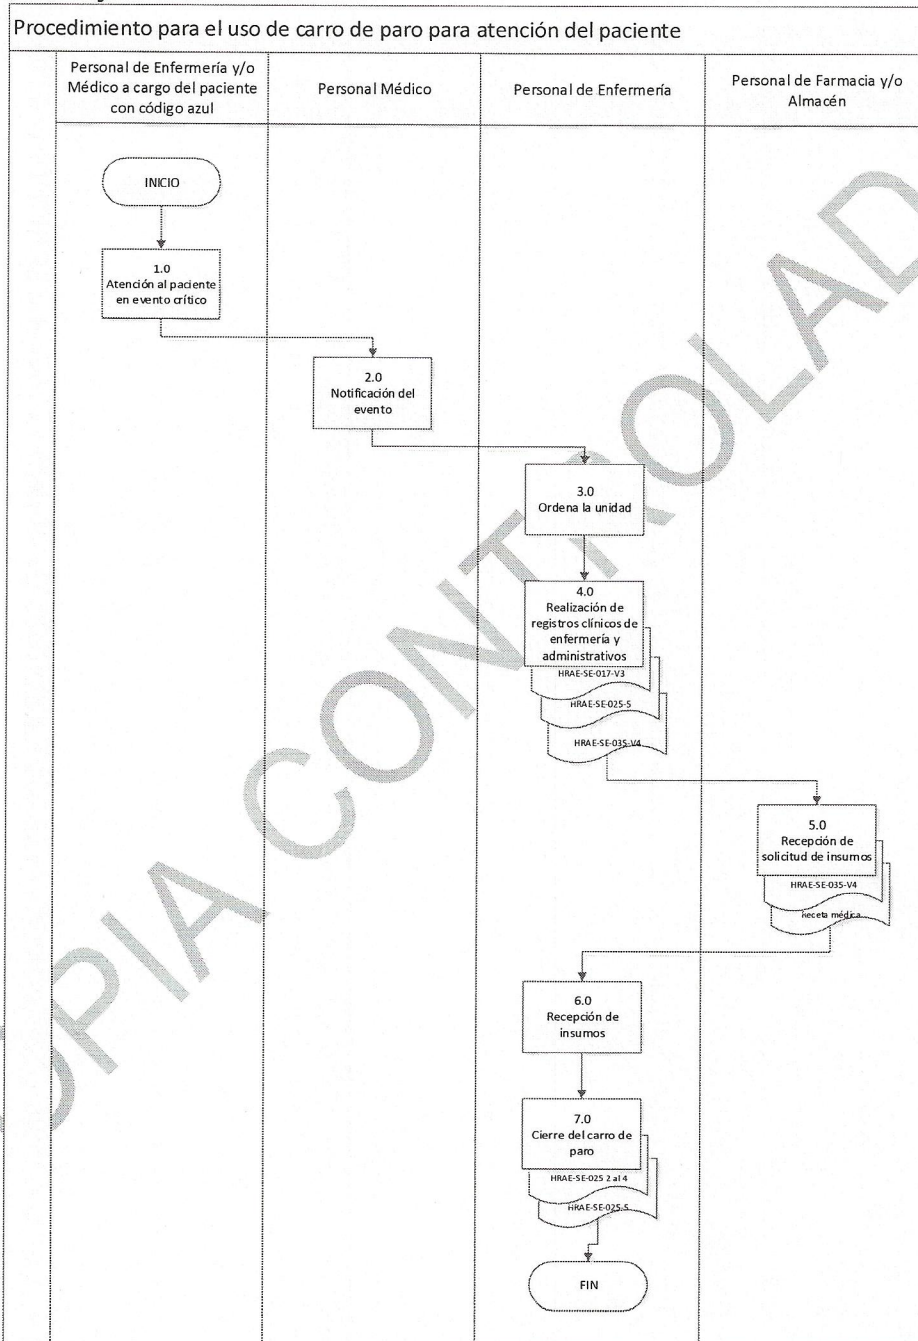 Procedimiento para el uso de carro de paro para atención del paciente
Personal de Enfermería y/o
Médico a cargo del paciente
con código azul
Personal Médico
Personal de Enfermería
Personal de Farmacia y/o
Almacén
INICIO
1.0
Atención al paciente
en evento crítico
2.0
Notificación del
evento
3.0
Ordena la unidad
4.0
Realización de
registros clínicos de
enfermería y
administrativos
HRAE-SE-017-V3
HRAE-SE-025-5
HRAE-SE-035-V4
5.0
Recepción de
solicitud de insumos
HRAE-SE-035-V4
Receta médica
6.0
Recepción de
insumos
7.0
Cierre del carro de
paro
HRAE-SE-025 2 al 4
HRAE-SE-025-5
FIN
OPIA CONTROLAD